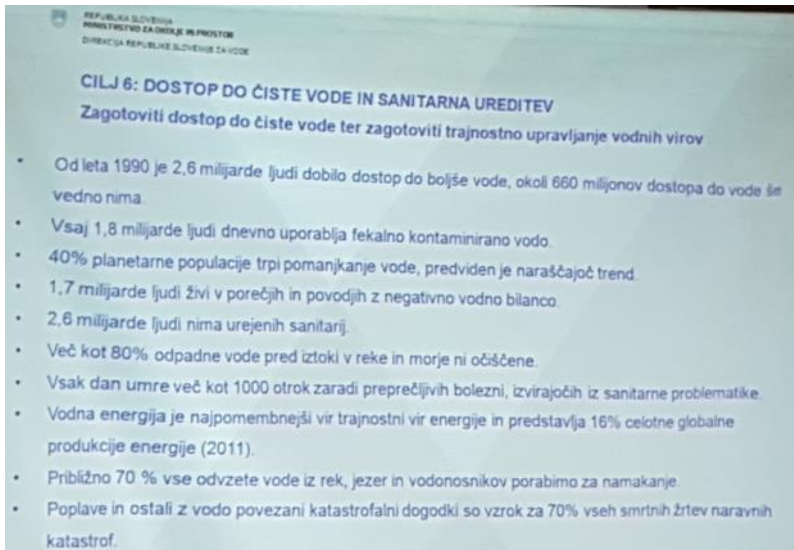 REPUBLIKA SLOVENIJA
MINISTRSTVO ZA OKOLJE IN PROSTOR
DIREKCIJA REPUBLIKE SLOVENIJE ZA VODE
CILJ 6: DOSTOP DO ČISTE VODE IN SANITARNA UREDITEV
Zagotoviti dostop do čiste vode ter zagotoviti trajnostno upravljanje vodnih virov
• Od leta 1990 je 2,6 milijarde ljudi dobilo dostop do boljše vode, okoli 660 milijonov dostopa do vode še
vedno nima.
• Vsaj 1,8 milijarde ljudi dnevno uporablja fekalno kontaminirano vodo.
• 40% planetarne populacije trpi pomanjkanje vode, predviden je naraščajoč trend.
• 1,7 milijarde ljudi živi v porečjih in povodjih z negativno vodno bilanco.
• 2,6 milijarde ljudi nima urejenih sanitarij.
• Več kot 80% odpadne vode pred iztoki v reke in morje ni očiščene.
• Vsak dan umre več kot 1000 otrok zaradi preprečljivih bolezni, izvirajočih iz sanitarne problematike.
• Vodna energija je najpomembnejši vir trajnostni vir energije in predstavlja 16% celotne globalne
produkcije energije (2011).
• Približno 70 % vse odvzete vode iz rek, jezer in vodonosnikov porabimo za namakanje.
• Poplave in ostali z vodo povezani katastrofalni dogodki so vzrok za 70% vseh smrtnih žrtev naravnih
katastrof.